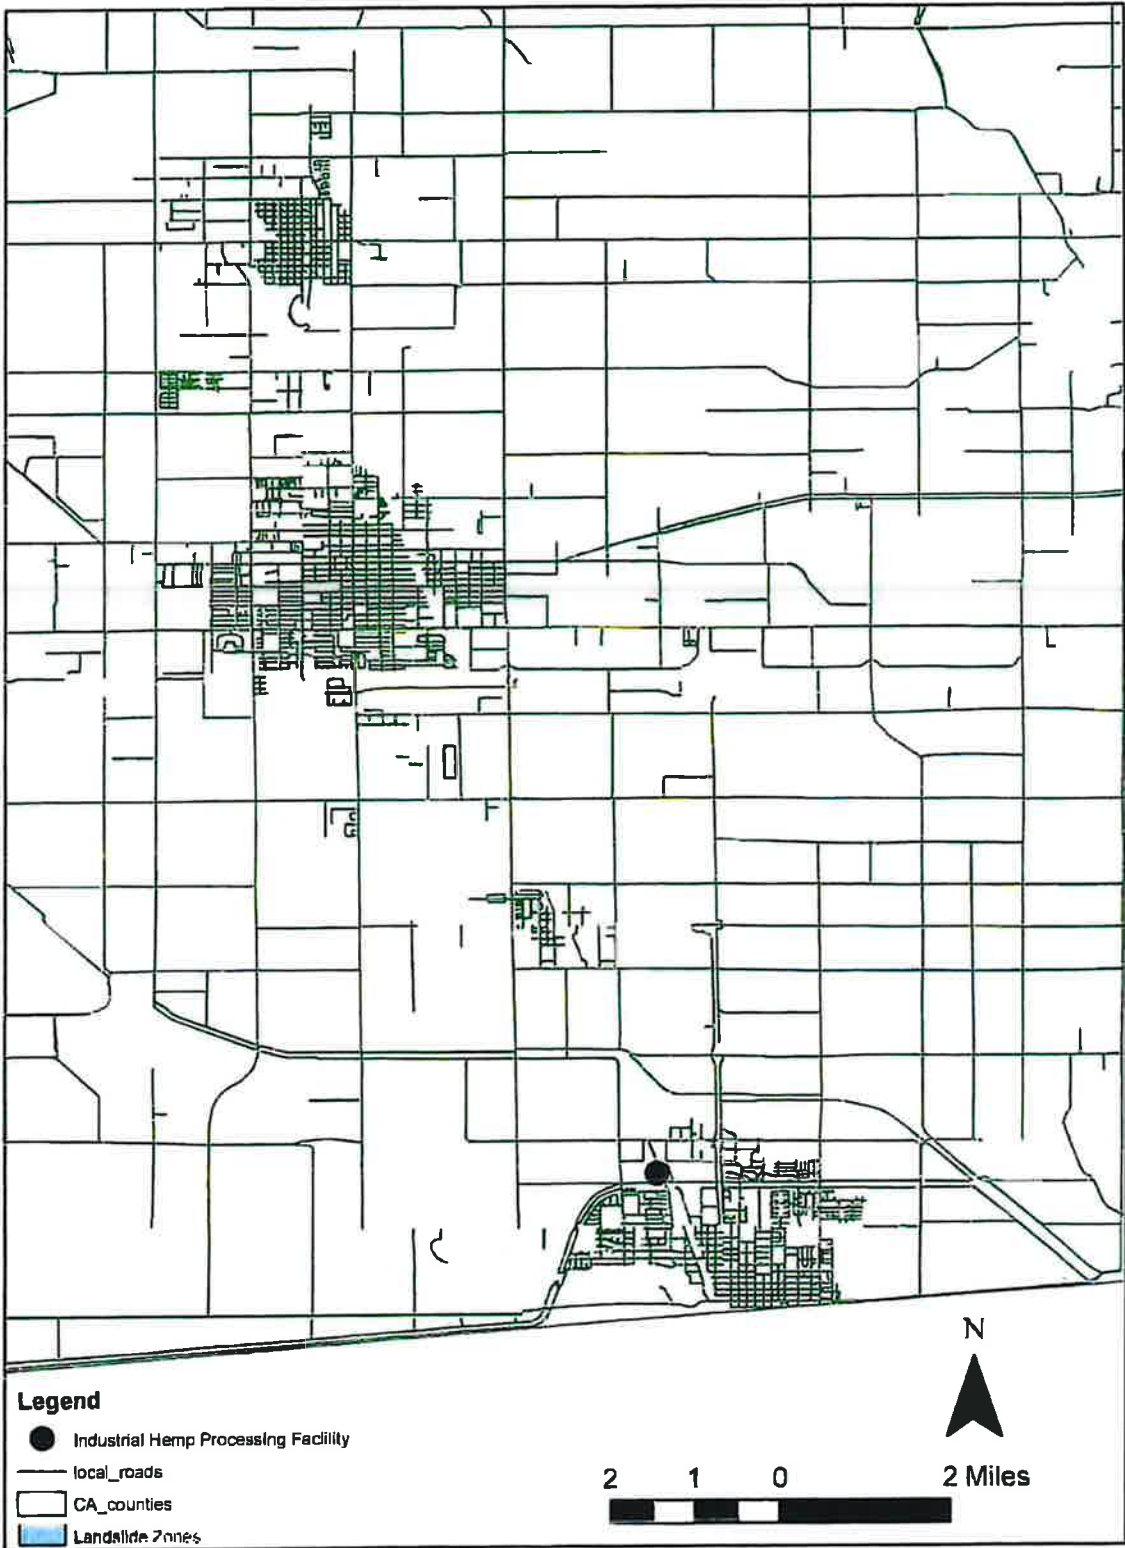 N
Legend
Industrial Hemp Processing Facility
local_roads
CA_counties
Landslide Zones
2 1 0 2 Miles